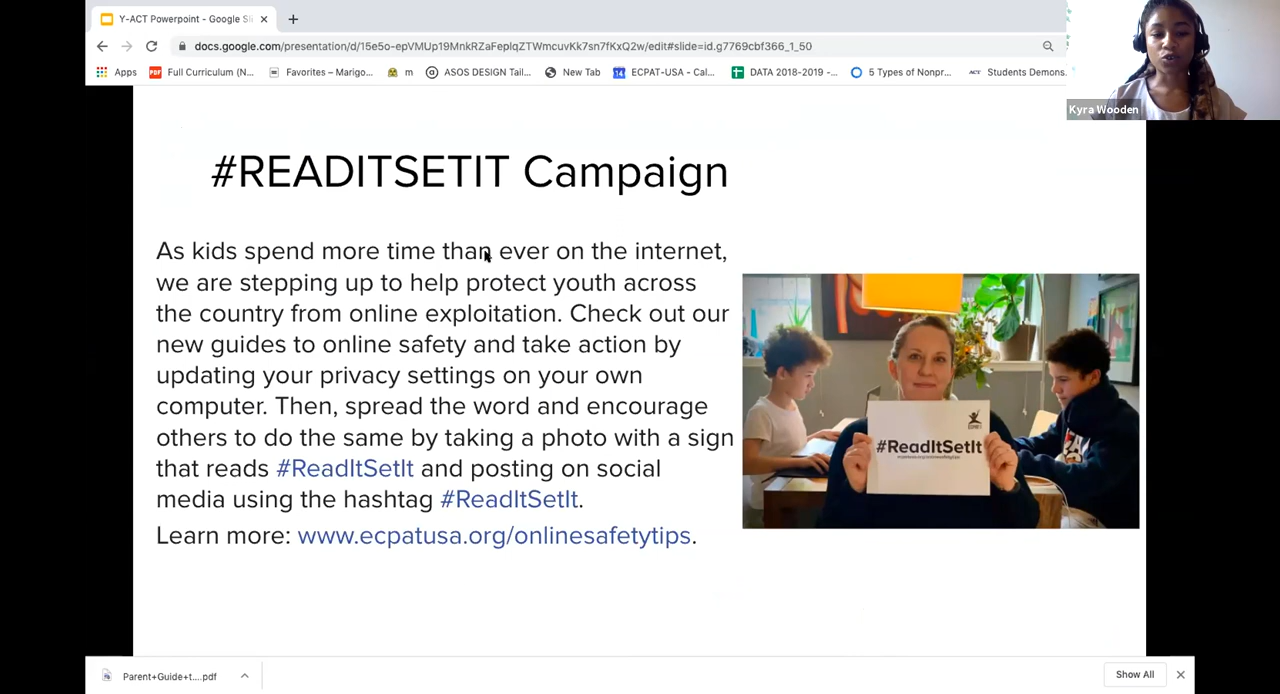 Y-ACT Powerpoint - Google Sli
docs.google.com/presentation/d/15e5o-epVMUp19MnkRZaFeplqZTWmcuvKk7sn7fKxQ2w/edit#slide=id.g7769cbf366_1_50
Apps
Full Curriculum (N...
Favorites – Marigo...
m
ASOS DESIGN Tail...
New Tab
ECPAT-USA - Cal...
DATA 2018-2019 -...
5 Types of Nonpr...
Students Demons.
Kyra Wooden
#READITSETIT Campaign
As kids spend more time than ever on the internet,
we are stepping up to help protect youth across
the country from online exploitation. Check out our
new guides to online safety and take action by
updating your privacy settings on your own
computer. Then, spread the word and encourage
others to do the same by taking a photo with a sign
that reads #ReadItSetIt and posting on social
media using the hashtag #ReadItSetIt.
Learn more: www.ecpatusa.org/onlinesafetytips.
#ReadItSetIt
ecpatusa.org/onlinesafetytips
Parent+Guide+t....pdf
Show All